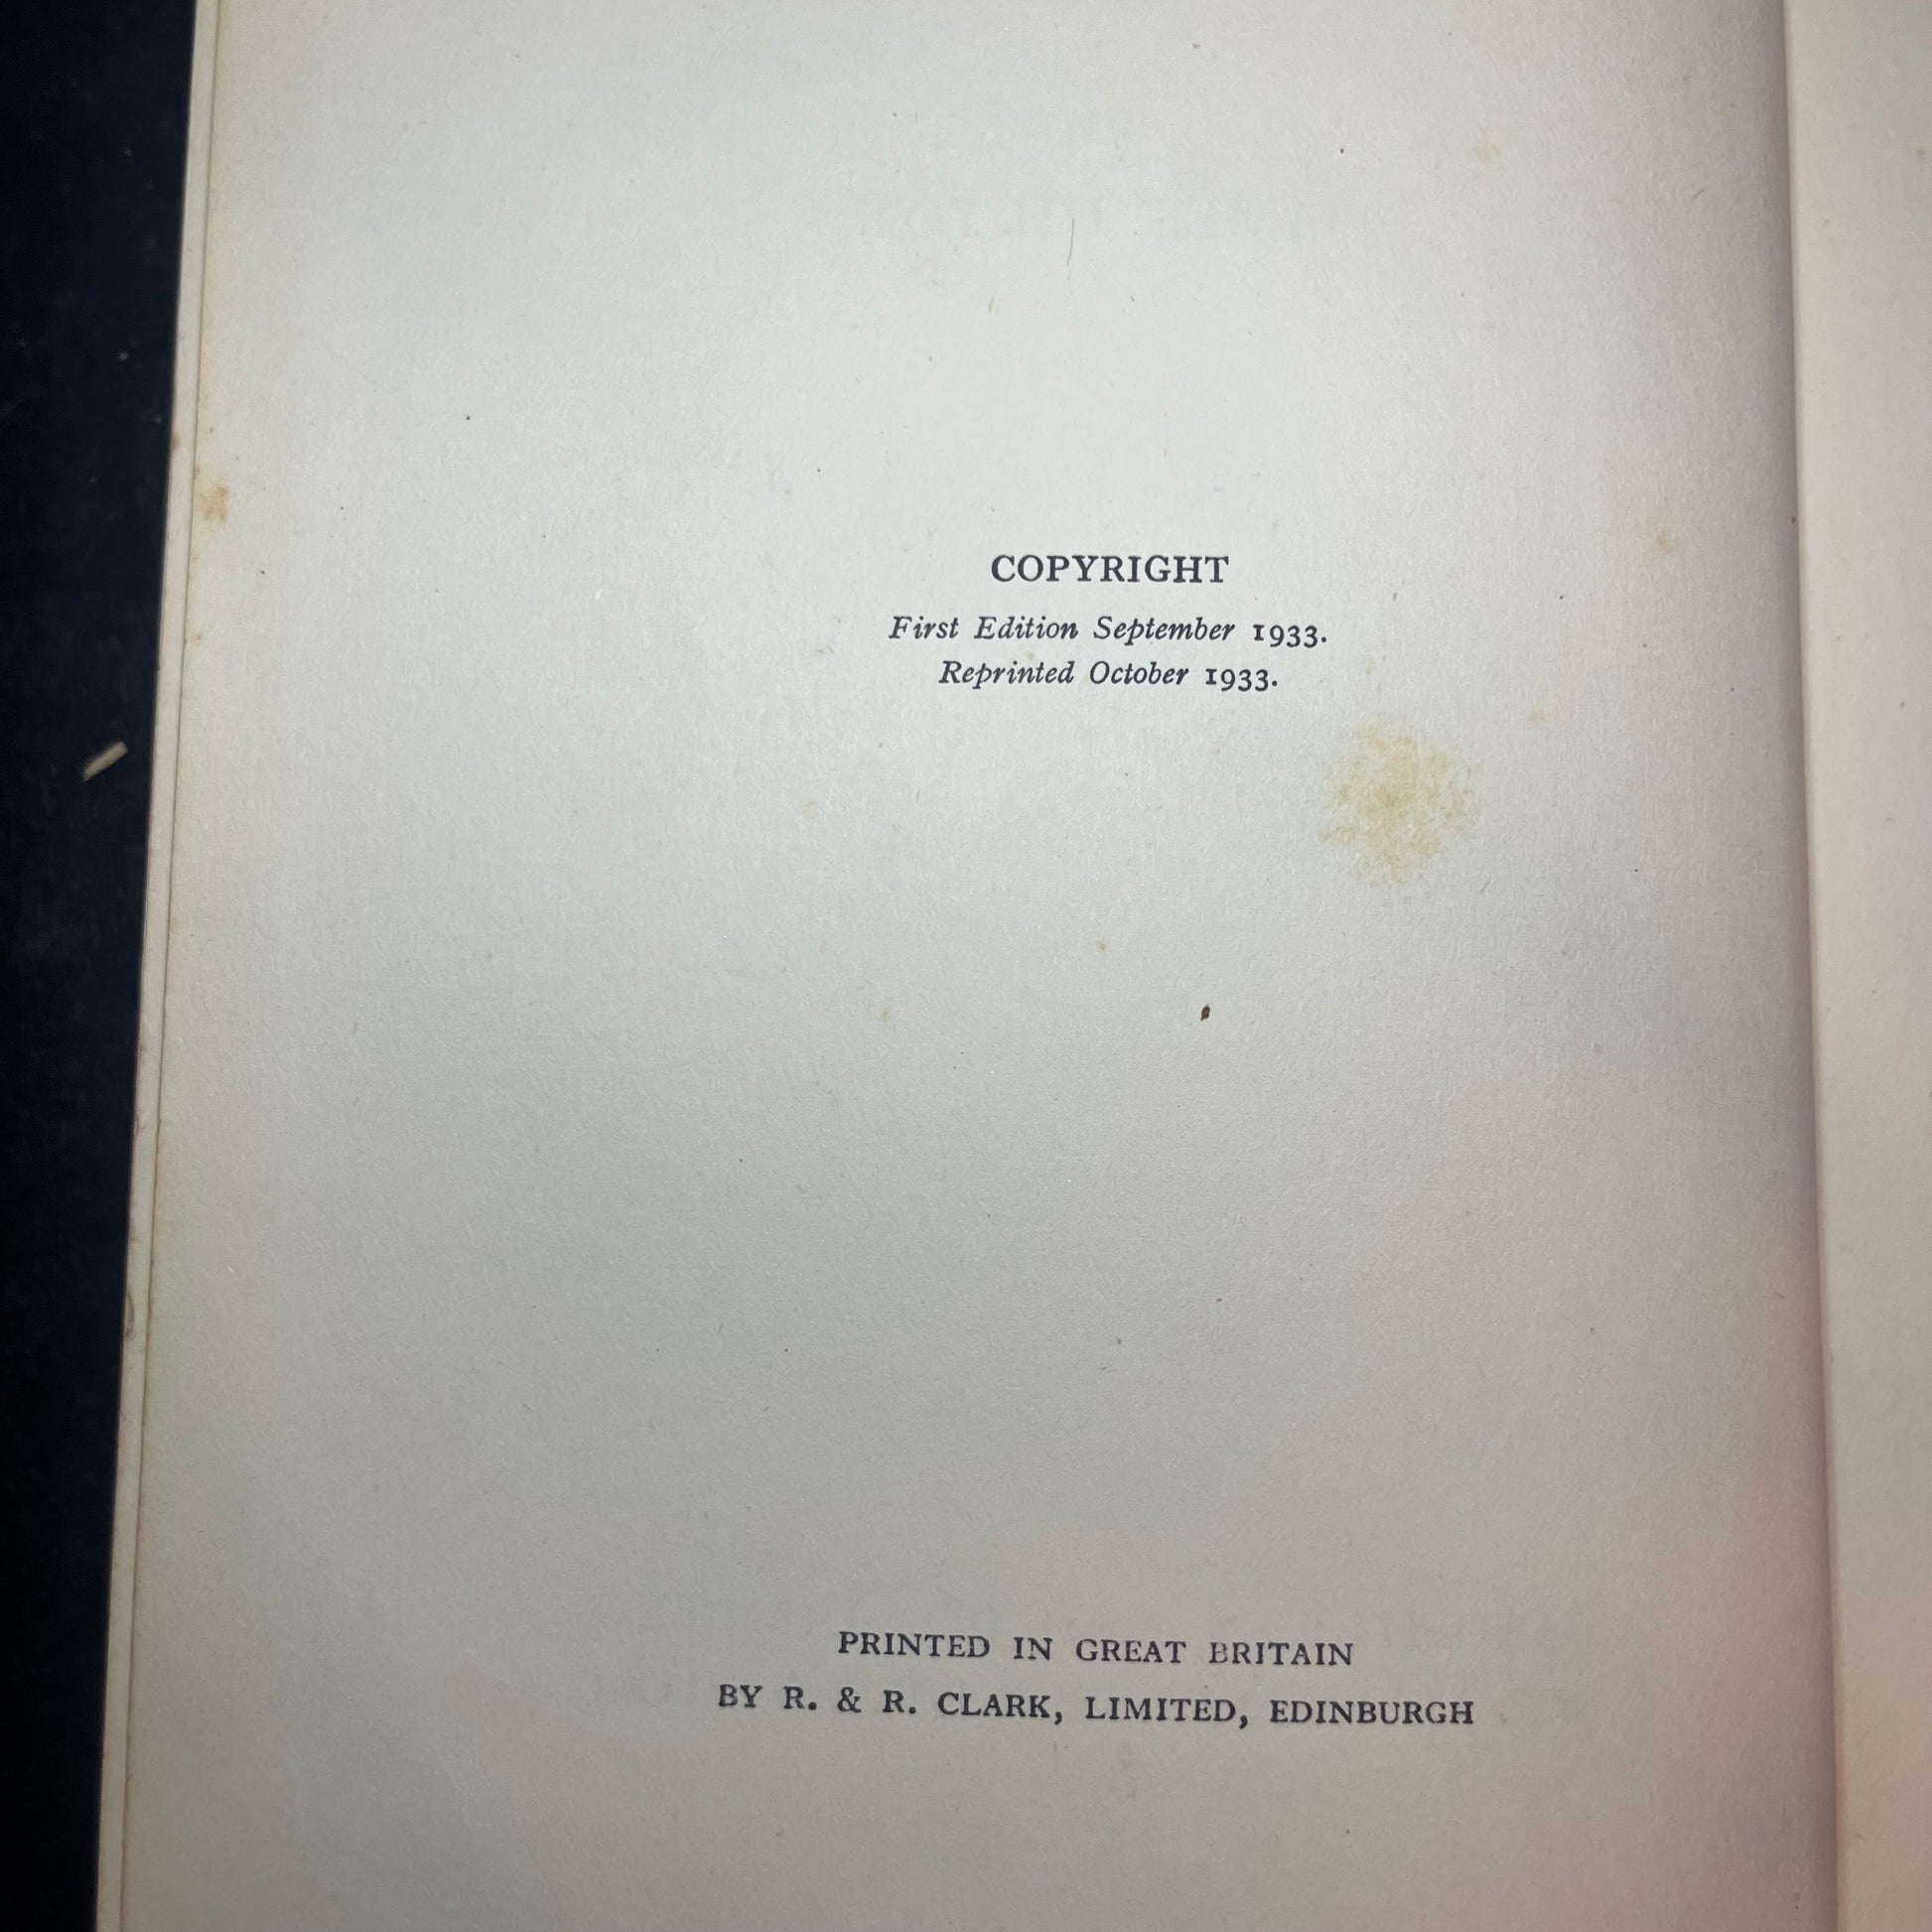 COPYRIGHT
First Edition September 1933.
Reprinted October 1933.
PRINTED IN GREAT BRITAIN
BY R. & R. CLARK, LIMITED, EDINBURGH